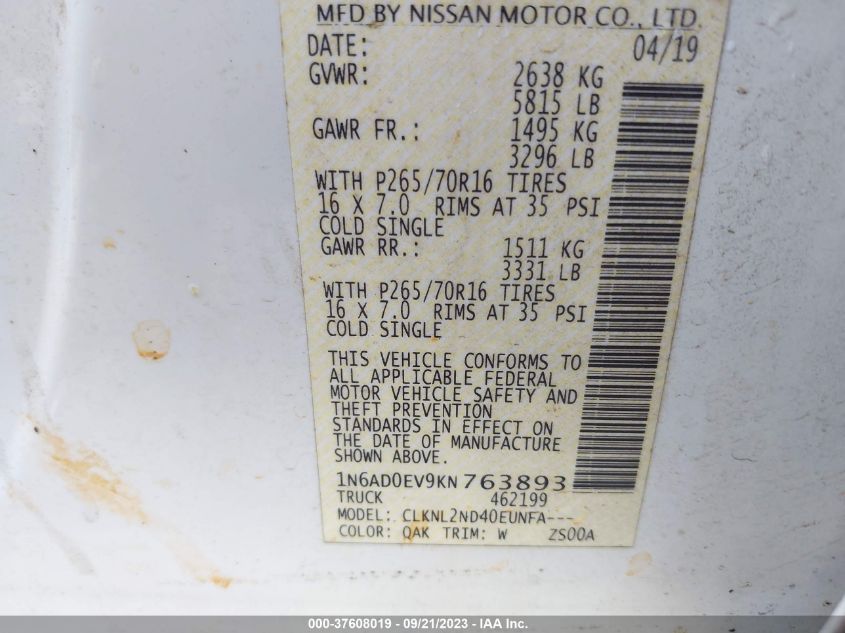 MFD BY NISSAN MOTOR CO., LTD.
DATE: 04/19
GVWR: 2638 KG
5815 LB
GAWR FR.: 1495 KG
3296 LB
WITH P265/70R16 TIRES
16 X 7.0 RIMS AT 35 PSI
COLD SINGLE
GAWR RR.: 1511 KG
3331 LB
WITH P265/70R16 TIRES
16 X 7.0 RIMS AT 35 PSI
COLD SINGLE
THIS VEHICLE CONFORMS TO
ALL APPLICABLE FEDERAL
MOTOR VEHICLE SAFETY AND
THEFT PREVENTION
STANDARDS IN EFFECT ON
THE DATE OF MANUFACTURE
SHOWN ABOVE.
1N6AD0EV9KN 763893
TRUCK 462199
MODEL: CLKNL2ND40EUNFA---
COLOR: QAK TRIM: W ZS00A
000-37608019 - 09/21/2023 - IAAI.COM